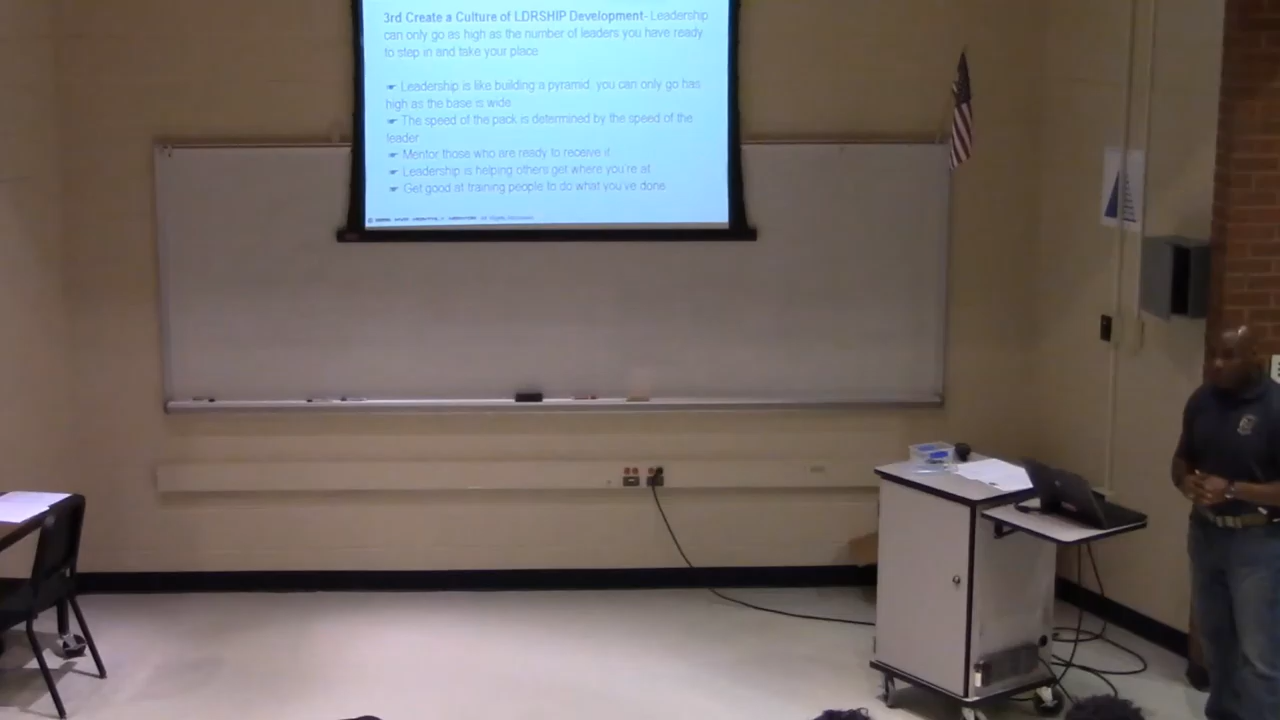 3rd Create a Culture of LDRSHIP Development- Leadership
can only go as high as the number of leaders you have ready
to step in and take your place
☛ Leadership is like building a pyramid you can only go has
high as the base is wide
☛ The speed of the pack is determined by the speed of the
leader
☛ Mentor those who are ready to receive it
☛ Leadership is helping others get where you're at
☛ Get good at training people to do what you've done